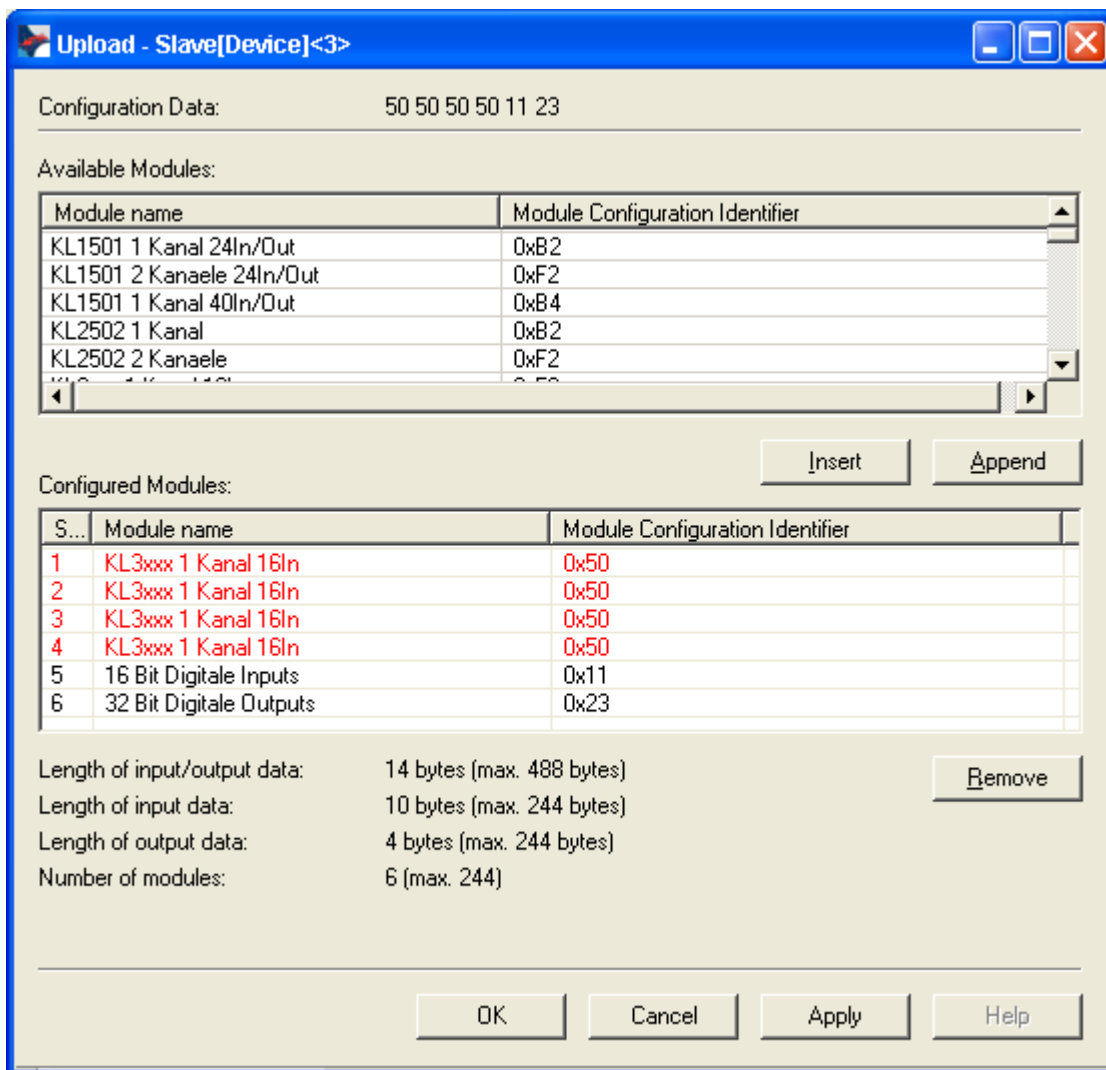 Upload - Slave[Device]<3>
Configuration Data: 50 50 50 50 11 23
Available Modules:
Module name Module Configuration Identifier
KL1501 1 Kanal 24In/Out 0xB2
KL1501 2 Kanaele 24In/Out 0xF2
KL1501 1 Kanal 40In/Out 0xB4
KL2502 1 Kanal 0xB2
KL2502 2 Kanaele 0xF2
Insert Append
Configured Modules:
S... Module name Module Configuration Identifier
1 KL3xxx 1 Kanal 16In 0x50
2 KL3xxx 1 Kanal 16In 0x50
3 KL3xxx 1 Kanal 16In 0x50
4 KL3xxx 1 Kanal 16In 0x50
5 16 Bit Digitale Inputs 0x11
6 32 Bit Digitale Outputs 0x23
Length of input/output data: 14 bytes (max. 488 bytes)
Remove
Length of input data: 10 bytes (max. 244 bytes)
Length of output data: 4 bytes (max. 244 bytes)
Number of modules: 6 (max. 244)
OK Cancel Apply Help